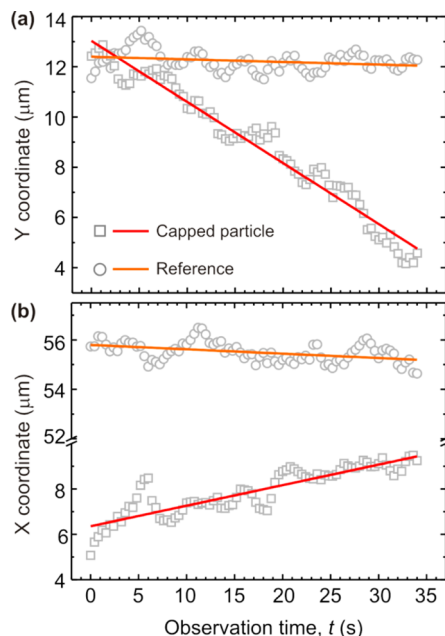 (a)
14
12
10
8
6
4
Y coordinate (μm)
Capped particle
Reference
(b)
56
54
52
8
6
4
X coordinate (μm)
0 5 10 15 20 25 30 35
Observation time, t (s)